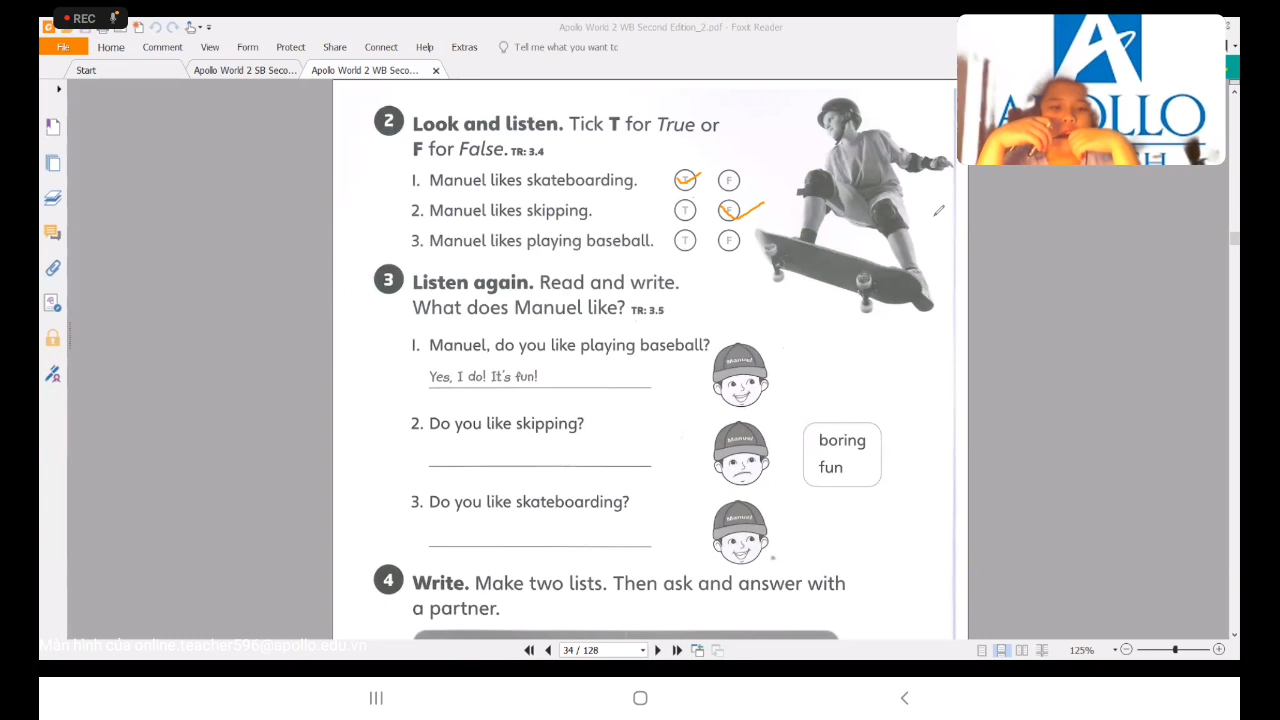 REC
Apollo World 2 WB Second Edition_2.pdf - Foxit Reader
File Home Comment View Form Protect Share Connect Help Extras Tell me what you want tc
Start Apollo World 2 SB Seco... Apollo World 2 WB Seco...
2 Look and listen. Tick T for True or
F for False. TR: 3.4
1. Manuel likes skateboarding. T F
2. Manuel likes skipping. T F
3. Manuel likes playing baseball. T F
3 Listen again. Read and write.
What does Manuel like? TR: 3.5
1. Manuel, do you like playing baseball?
Manuel
Yes, I do! It's fun!
2. Do you like skipping?
Manuel
boring
fun
3. Do you like skateboarding?
Manuel
4 Write. Make two lists. Then ask and answer with
a partner.
Màn hình của online.teacher596@apollo.edu.vn
34 / 128
125%